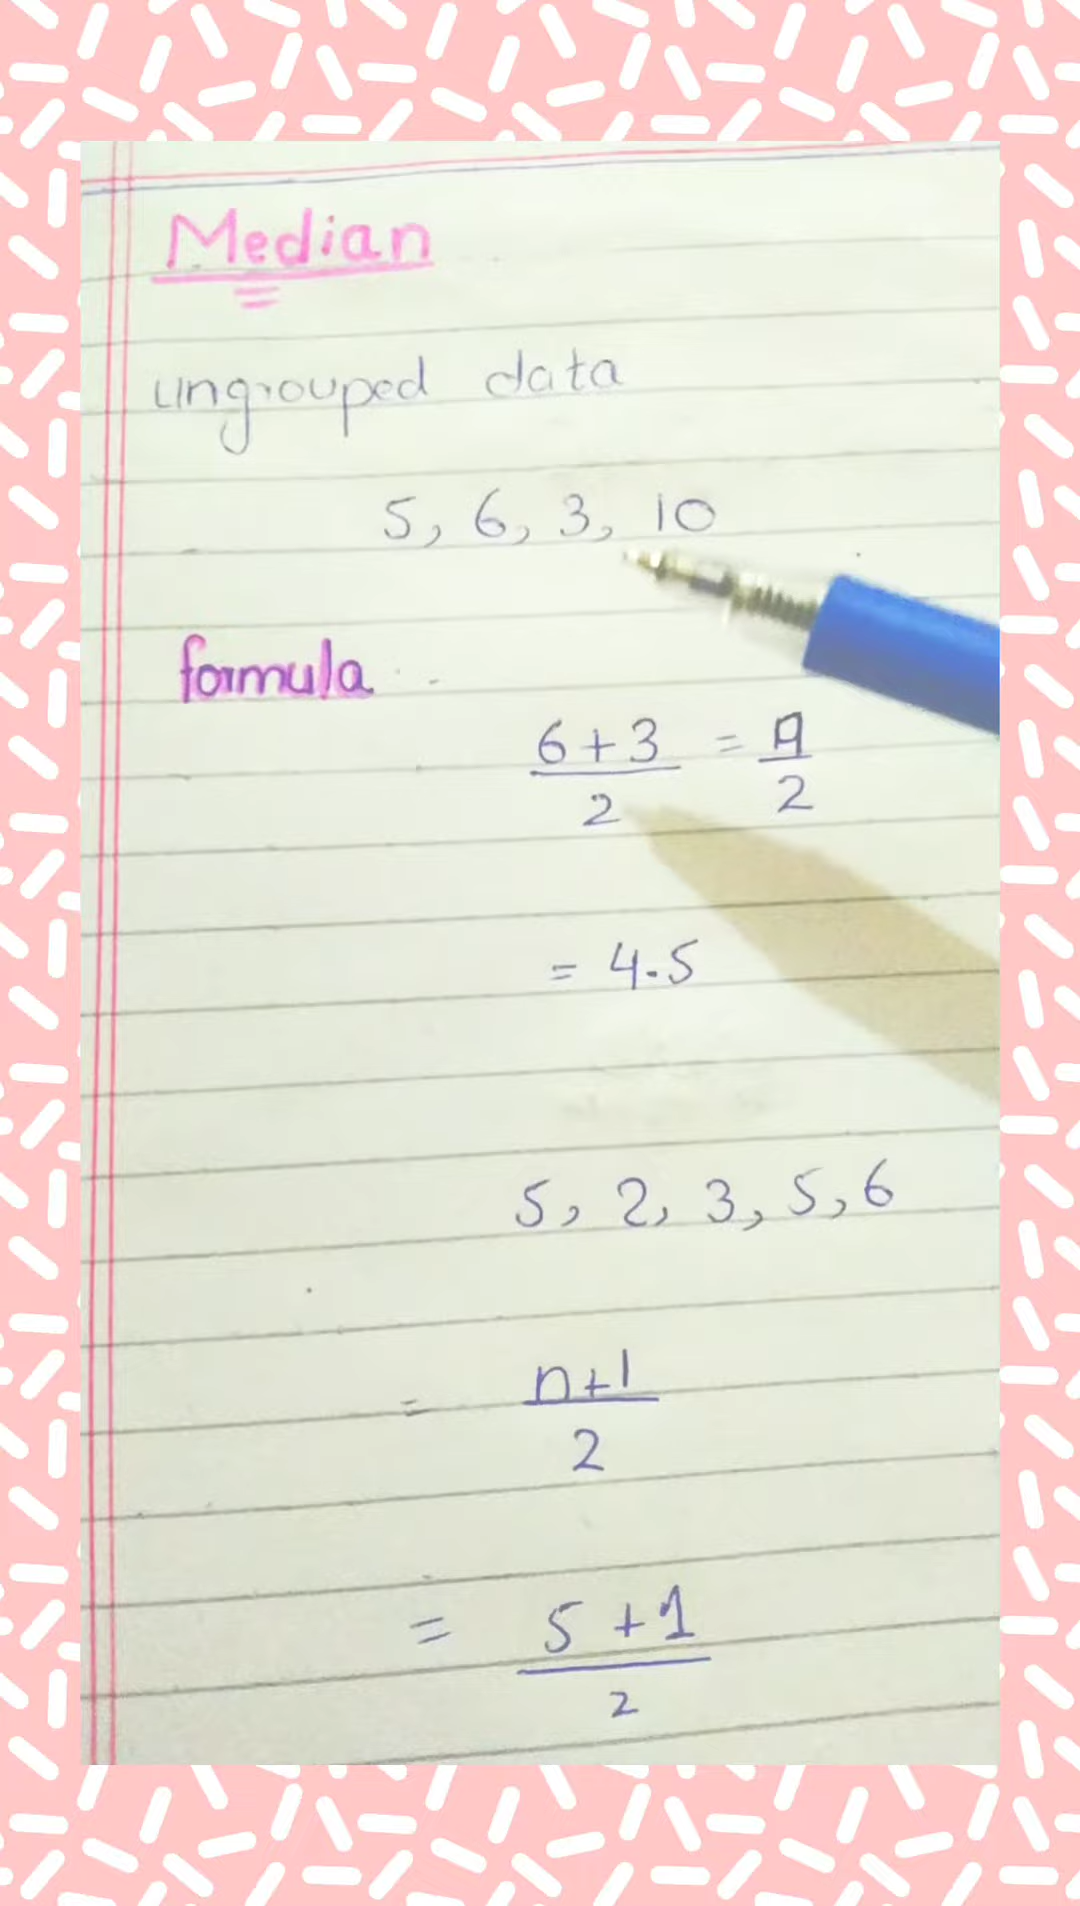 Median
ungrouped data
5, 6, 3, 10
formula
6+3 = 9
2 2
= 4.5
5, 2, 3, 5, 6
= n+1
2
= 5+1
2